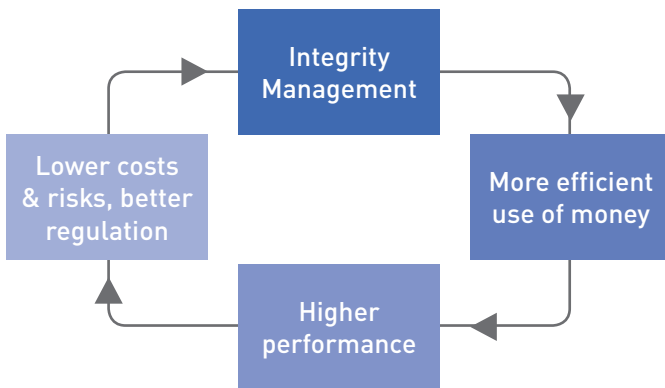 Integrity
Management
More efficient
use of money
Higher
performance
Lower costs
& risks, better
regulation